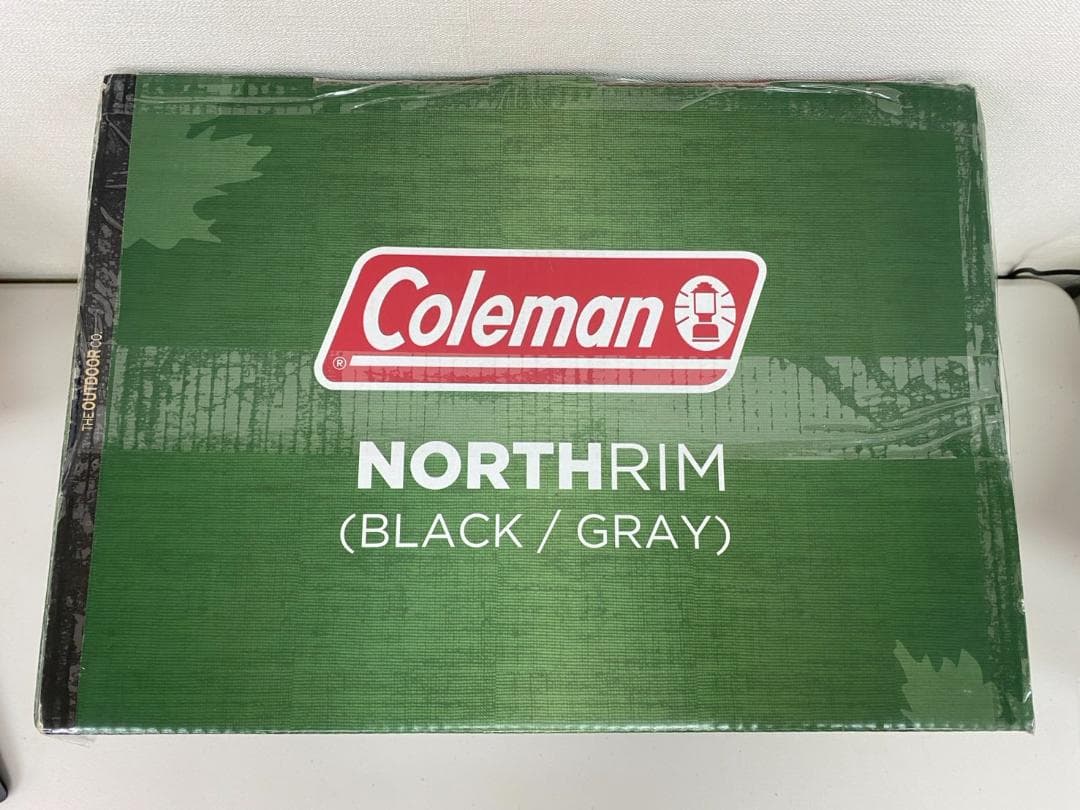 THE OUTDOOR CO.
Coleman
®
NORTHRIM
(BLACK / GRAY)